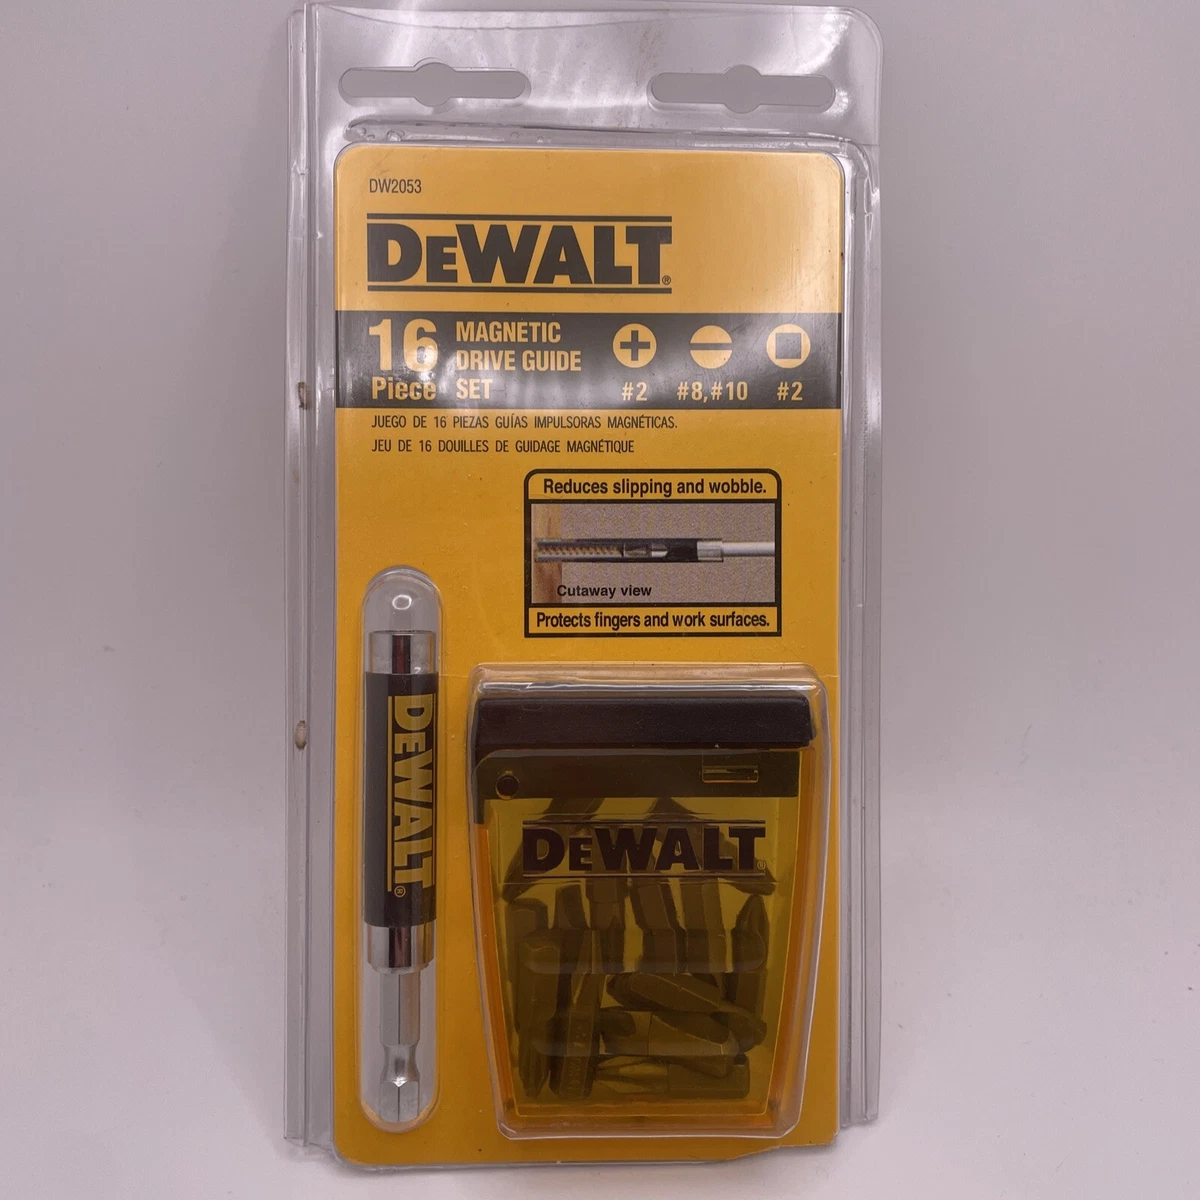 DW2053
DEWALT®
16 Piece
MAGNETIC
DRIVE GUIDE
SET
#2 #8,#10 #2
JUEGO DE 16 PIEZAS GUÍAS IMPULSORAS MAGNÉTICAS.
JEU DE 16 DOUILLES DE GUIDAGE MAGNÉTIQUE
Reduces slipping and wobble.
Cutaway view
Protects fingers and work surfaces.
DEWALT®
DEWALT®